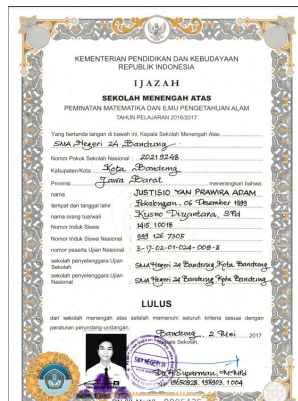 KEMENTERIAN PENDIDIKAN DAN KEBUDAYAAN
REPUBLIK INDONESIA
IJAZAH
SEKOLAH MENENGAH ATAS
PEMINATAN MATEMATIKA DAN ILMU PENGETAHUAN ALAM
TAHUN PELAJARAN 2016/2017
Yang bertanda tangan di bawah ini, Kepala Sekolah Menengah Atas
SMA Negeri 24 Bandung
Nomor Pokok Sekolah Nasional : 20219248
Kabupaten/Kota : Kota Bandung
Provinsi Jawa Barat menerangkan bahwa:
nama JUSTISIO YAN PRAWIRA ADAM
tempat dan tanggal lahir : Pekalongan, 06 Desember 1999
nama orang tua/wali : Kusno Diyantara, SPd
Nomor Induk Siswa : 1415.10018
Nomor Induk Siswa Nasional : 999 126 7305
nomor peserta Ujian Nasional : 3-17-02-01-024-009-8
sekolah penyelenggara Ujian Sekolah : SMA Negeri 24 Bandung Kota Bandung
sekolah penyelenggara Ujian Nasional : SMA Negeri 24 Bandung Kota Bandung
LULUS
dari sekolah menengah atas setelah memenuhi seluruh kriteria sesuai dengan
peraturan perundang-undangan.
Bandung, 2 Mei 2017
Kepala Sekolah,
SMA NEGERI 24
Suparman,